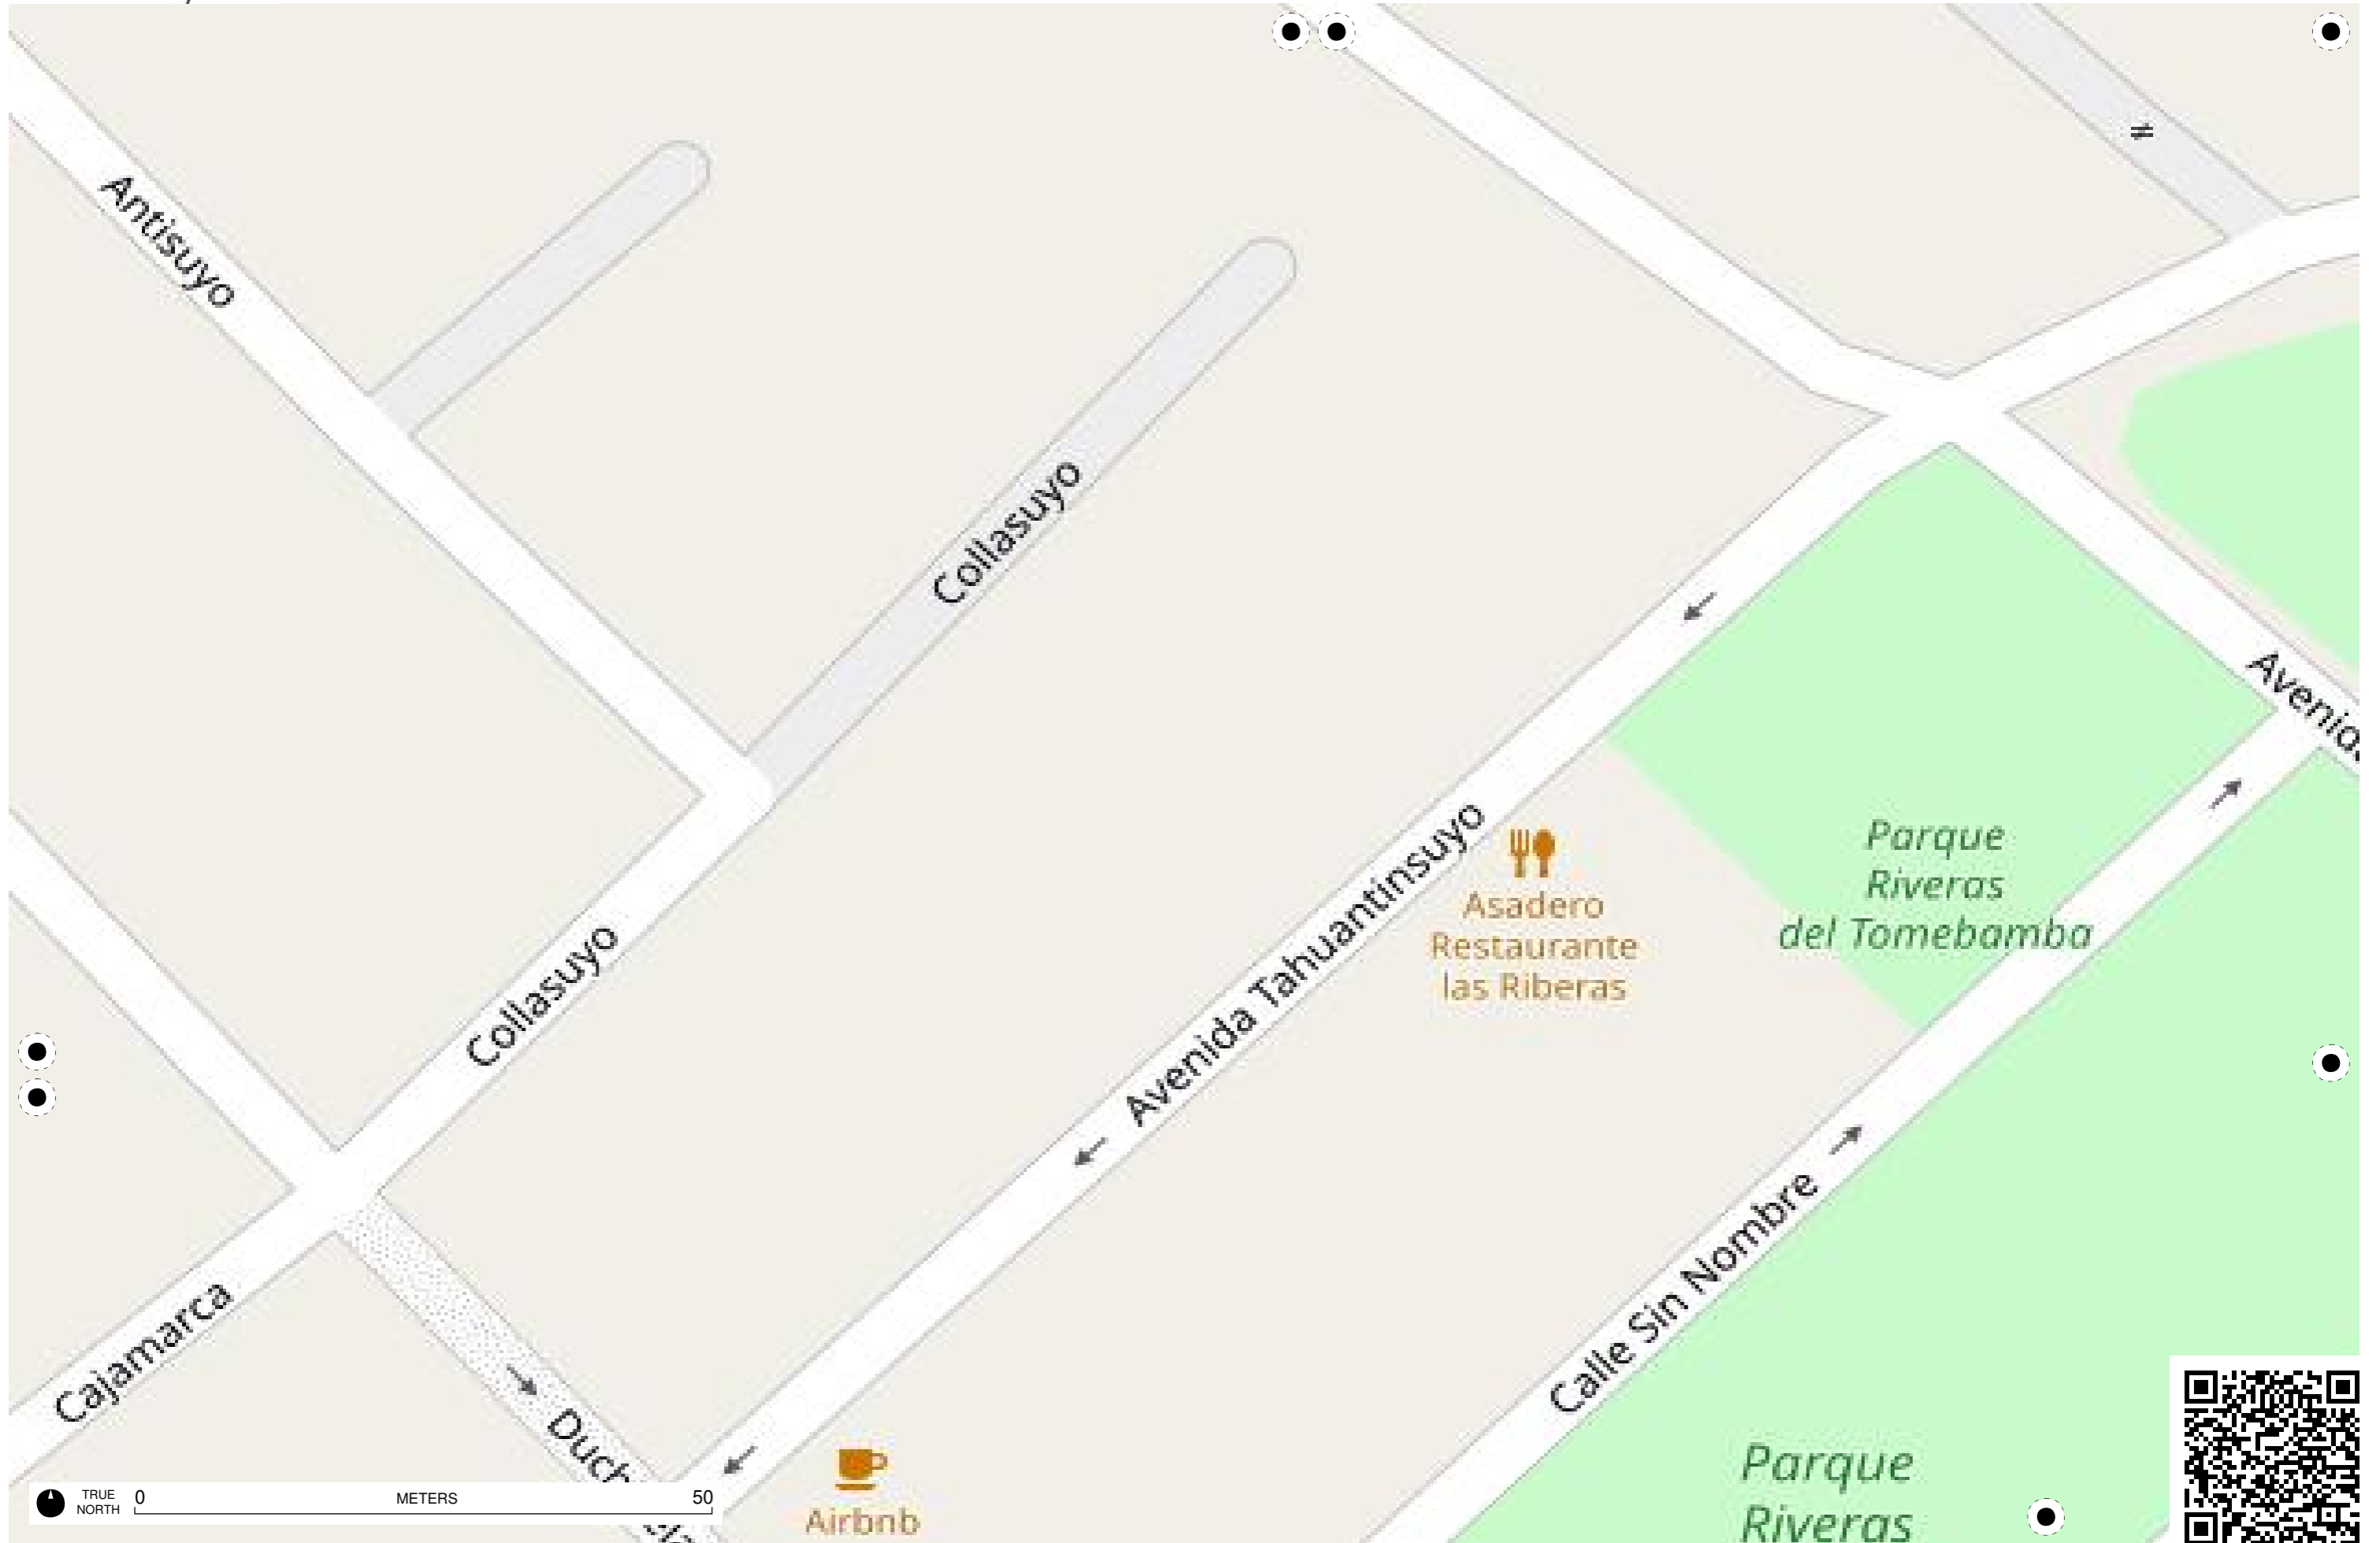 Antisuyo
Collasuyo
Avenida
Avenida Tahuantinsuyo
Asadero
Restaurante
las Riberas
Parque
Riveras
del Tomebamba
Collasuyo
Calle Sin Nombre
Cajamarca
Parque
Riveras
Airbnb
TRUE
NORTH
0
METERS
50